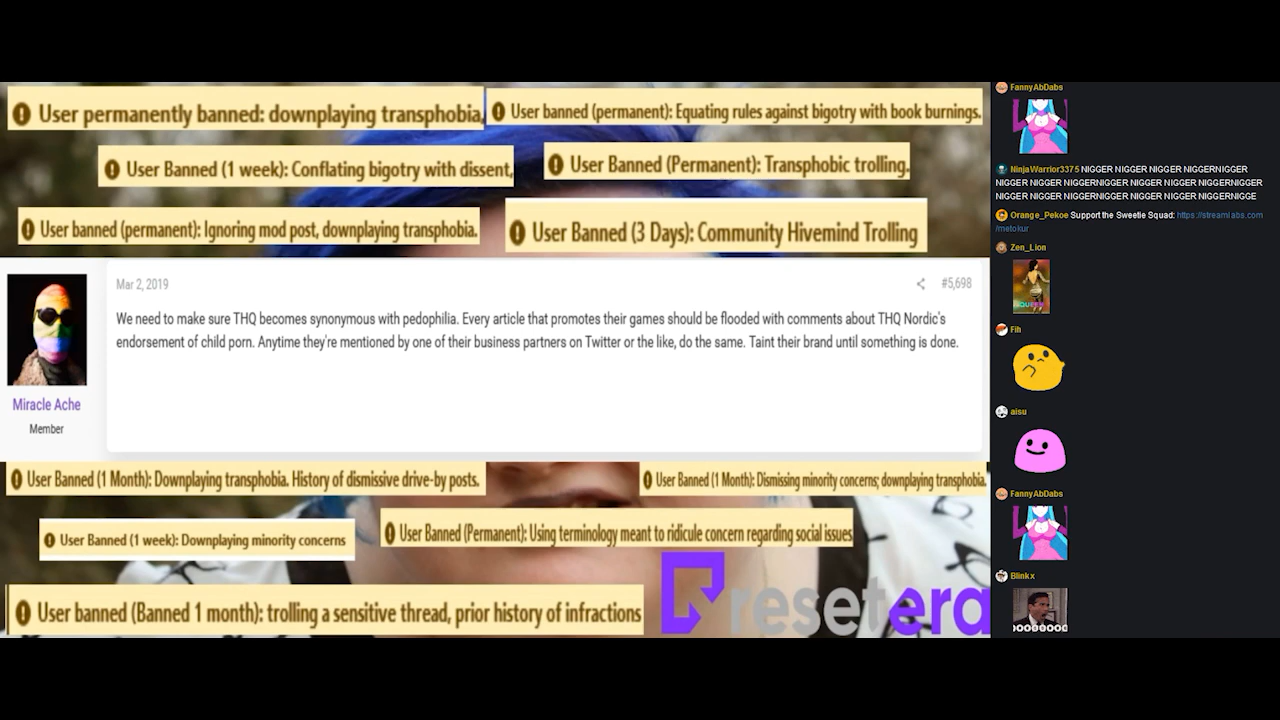 User permanently banned: downplaying transphobia,
User banned (permanent): Equating rules against bigotry with book burnings.
User Banned (1 week): Conflating bigotry with dissent,
User Banned (Permanent): Transphobic trolling.
User banned (permanent): Ignoring mod post, downplaying transphobia.
User Banned (3 Days): Community Hivemind Trolling
Mar 2, 2019
#5,698
We need to make sure THQ becomes synonymous with pedophilia. Every article that promotes their games should be flooded with comments about THQ Nordic's
endorsement of child porn. Anytime they're mentioned by one of their business partners on Twitter or the like, do the same. Taint their brand until something is done.
Miracle Ache
Member
User Banned (1 Month): Downplaying transphobia. History of dismissive drive-by posts.
User Banned (1 Month): Dismissing minority concerns; downplaying transphobia.
User Banned (1 week): Downplaying minority concerns
User Banned (Permanent): Using terminology meant to ridicule concern regarding social issues
User banned (Banned 1 month): trolling a sensitive thread, prior history of infractions
resetera
FannyAbDabs
NinjaWarrior3375 NIGGER NIGGER NIGGER NIGGERNIGGER
NIGGER NIGGER NIGGERNIGGER NIGGER NIGGER NIGGERNIGGER
NIGGER NIGGER NIGGERNIGGER NIGGER NIGGER NIGGERNIGGE
Orange_Pekoe Support the Sweetie Squad: https://streamlabs.com
/metokur
Zen_Lion
QUEEN
Fih
aisu
FannyAbDabs
Blinkx